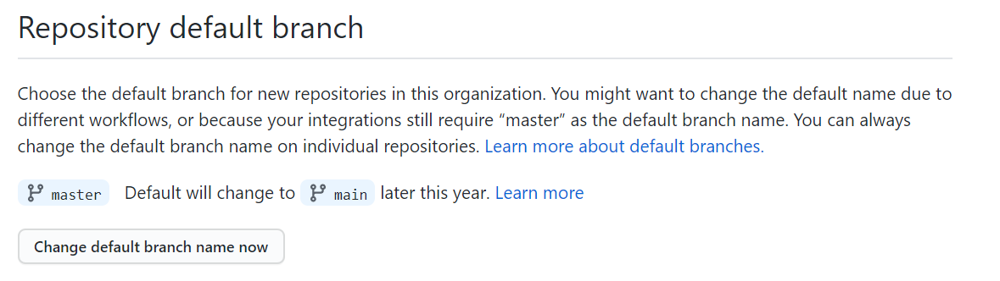 Repository default branch
Choose the default branch for new repositories in this organization. You might want to change the default name due to
different workflows, or because your integrations still require “master” as the default branch name. You can always
change the default branch name on individual repositories. Learn more about default branches.
master Default will change to main later this year. Learn more
Change default branch name now